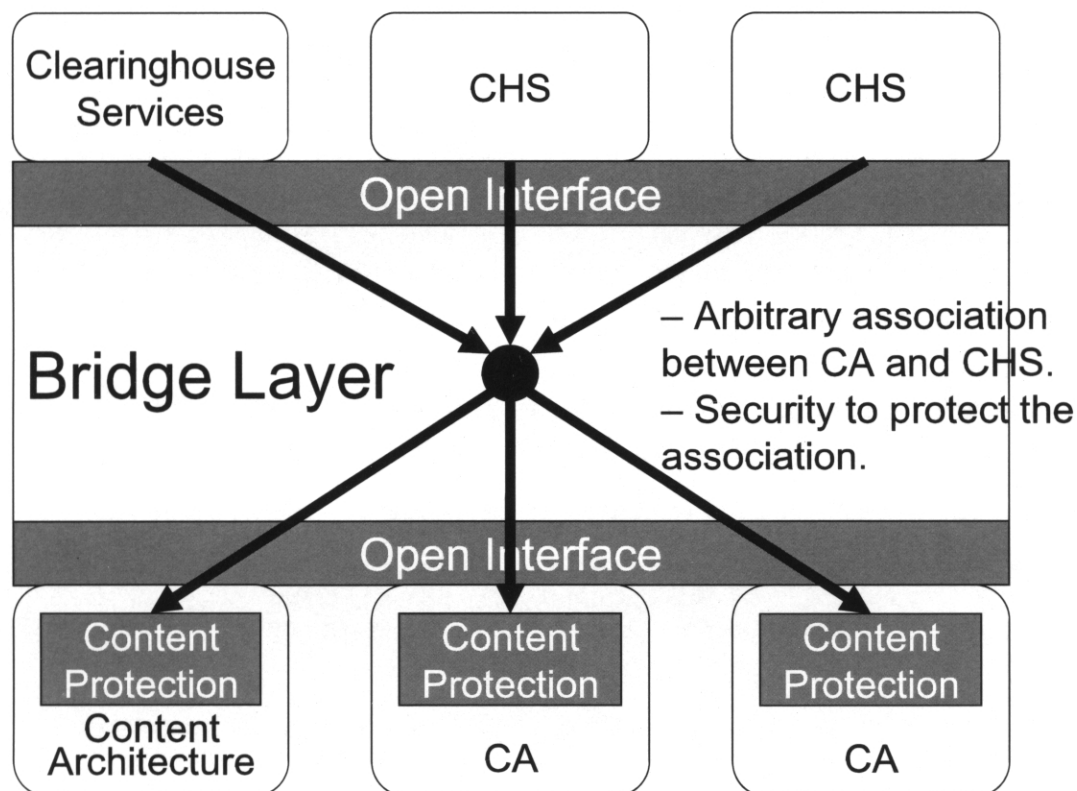 Clearinghouse
Services
CHS
CHS
Open Interface
Bridge Layer
– Arbitrary association
between CA and CHS.
– Security to protect the
association.
Open Interface
Content
Protection
Content
Architecture
Content
Protection
CA
Content
Protection
CA